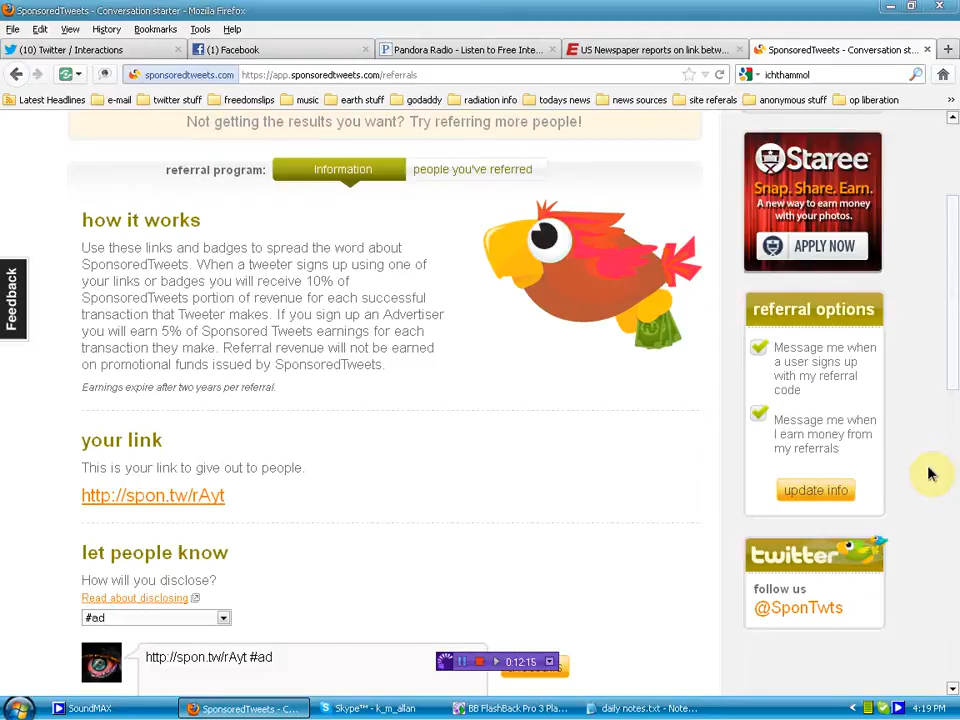 SponsoredTweets - Conversation starter - Mozilla Firefox
File Edit View History Bookmarks Tools Help
(10) Twitter / Interactions
(1) Facebook
Pandora Radio - Listen to Free Inte...
US Newspaper reports on link betw...
SponsoredTweets - Conversation st...
sponsoredtweets.com
https://app.sponsoredtweets.com/referrals
ichthammol
Latest Headlines e-mail twitter stuff freedomslips music earth stuff godaddy radiation info todays news news sources site referals anonymous stuff op liberation »
Not getting the results you want? Try referring more people!
referral program: Information people you've referred
how it works
Use these links and badges to spread the word about
SponsoredTweets. When a tweeter signs up using one of
your links or badges you will receive 10% of
SponsoredTweets portion of revenue for each successful
transaction that Tweeter makes. If you sign up an Advertiser
you will earn 5% of Sponsored Tweets earnings for each
transaction they make. Referral revenue will not be earned
on promotional funds issued by SponsoredTweets.
Earnings expire after two years per referral.
your link
This is your link to give out to people.
http://spon.tw/rAyt
let people know
How will you disclose?
Read about disclosing
#ad
http://spon.tw/rAyt #ad
0:12:15
Feedback
Staree
Snap. Share. Earn.
A new way to earn money
with your photos.
APPLY NOW
referral options
Message me when
a user signs up
with my referral
code
Message me when
I earn money from
my referrals
update info
twitter
follow us
@SponTwts
SoundMAX
SponsoredTweets - C...
Skype™ - k_m_allan
BB FlashBack Pro 3 Pla...
daily notes.txt - Note...
4:19 PM